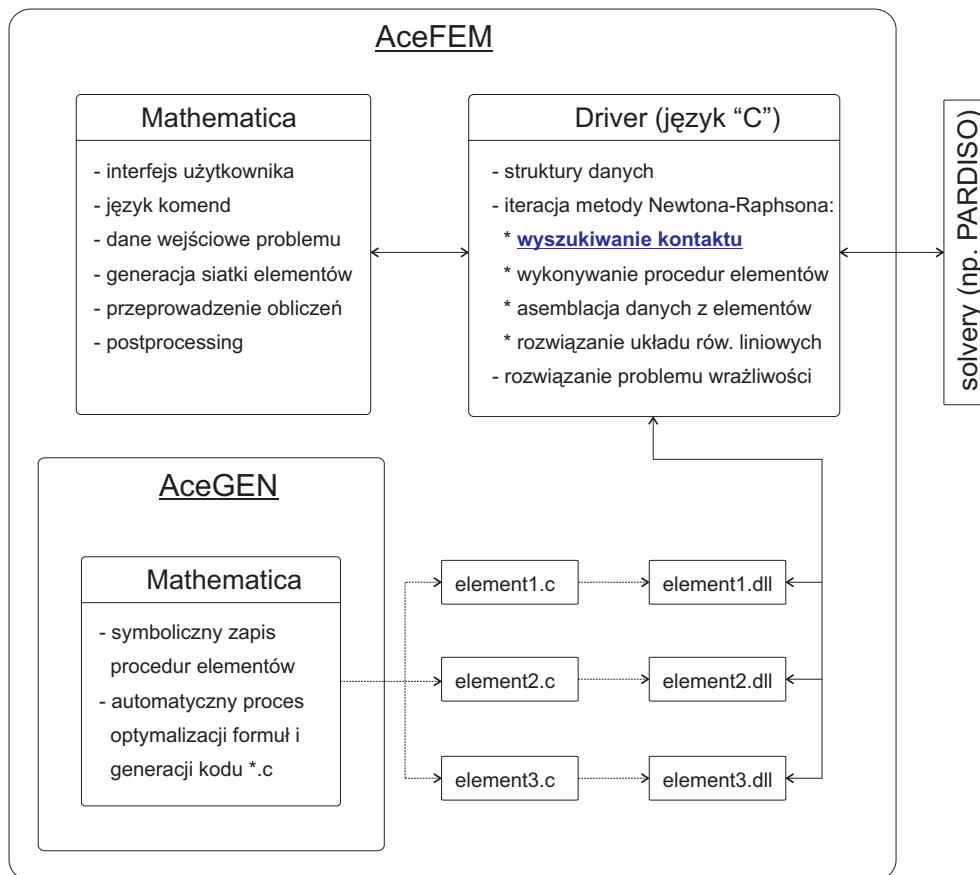 AceFEM
Mathematica
- interfejs użytkownika
- język komend
- dane wejściowe problemu
- generacja siatki elementów
- przeprowadzenie obliczeń
- postprocessing
Driver (język “C”)
- struktury danych
- iteracja metody Newtona-Raphsona:
* wyszukiwanie kontaktu
* wykonywanie procedur elementów
* asemblacja danych z elementów
* rozwiązanie układu rów. liniowych
- rozwiązanie problemu wrażliwości
solvery (np. PARDISO)
AceGEN
Mathematica
- symboliczny zapis
procedur elementów
- automatyczny proces
optymalizacji formuł i
generacji kodu *.c
element1.c
element1.dll
element2.c
element2.dll
element3.c
element3.dll